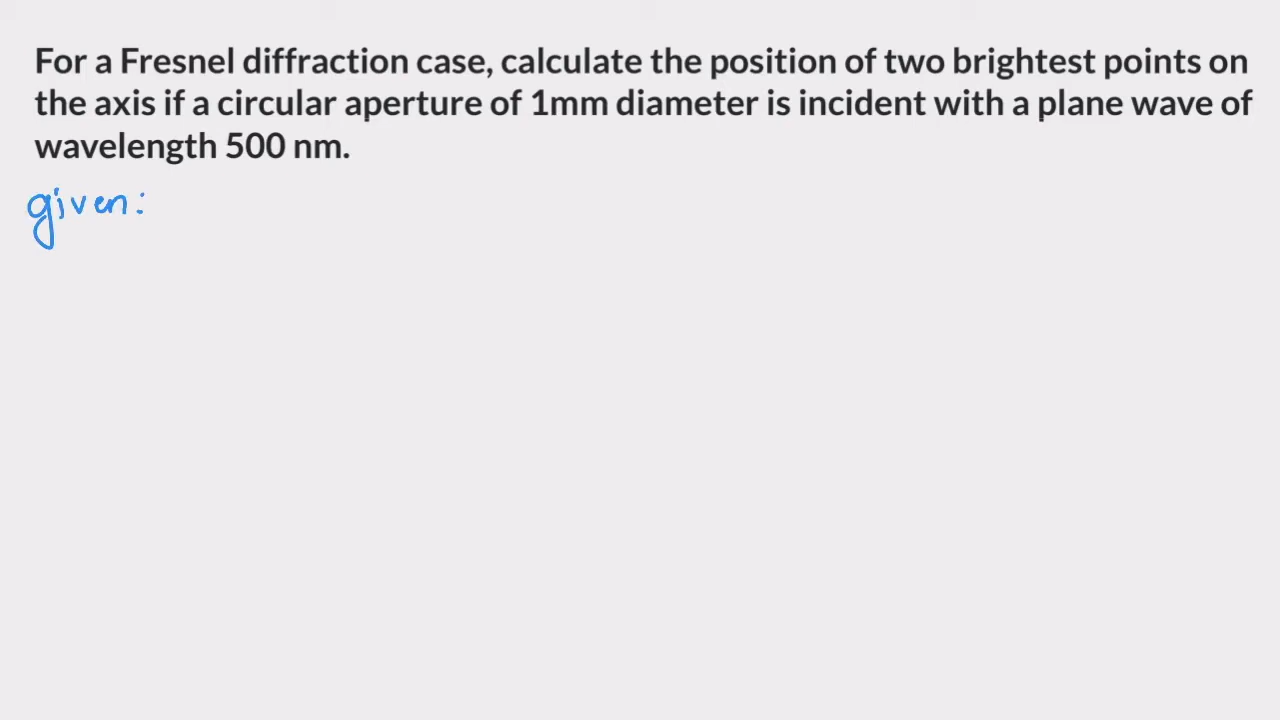 For a Fresnel diffraction case, calculate the position of two brightest points on
the axis if a circular aperture of 1mm diameter is incident with a plane wave of
wavelength 500 nm.
given: